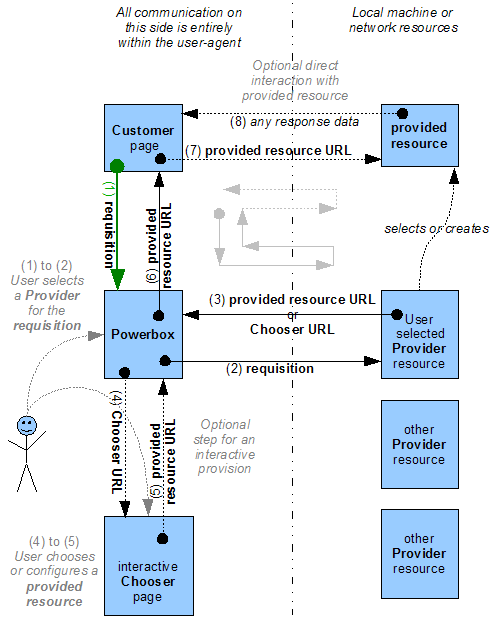 All communication on
this side is entirely
within the user-agent
Local machine or
network resources
Optional direct
interaction with
provided resource
Customer
page
(8) any response data
provided
resource
(7) provided resource URL
(1) requisition
(6) provided
resource URL
selects or creates
(1) to (2)
User selects
a Provider
for the
requisition
(3) provided resource URL
or
Chooser URL
Powerbox
User
selected
Provider
resource
(2) requisition
(4) Chooser URL
(5) provided
resource URL
Optional
step for an
interactive
provision
other
Provider
resource
(4) to (5)
User chooses
or configures a
provided
resource
interactive
Chooser
page
other
Provider
resource